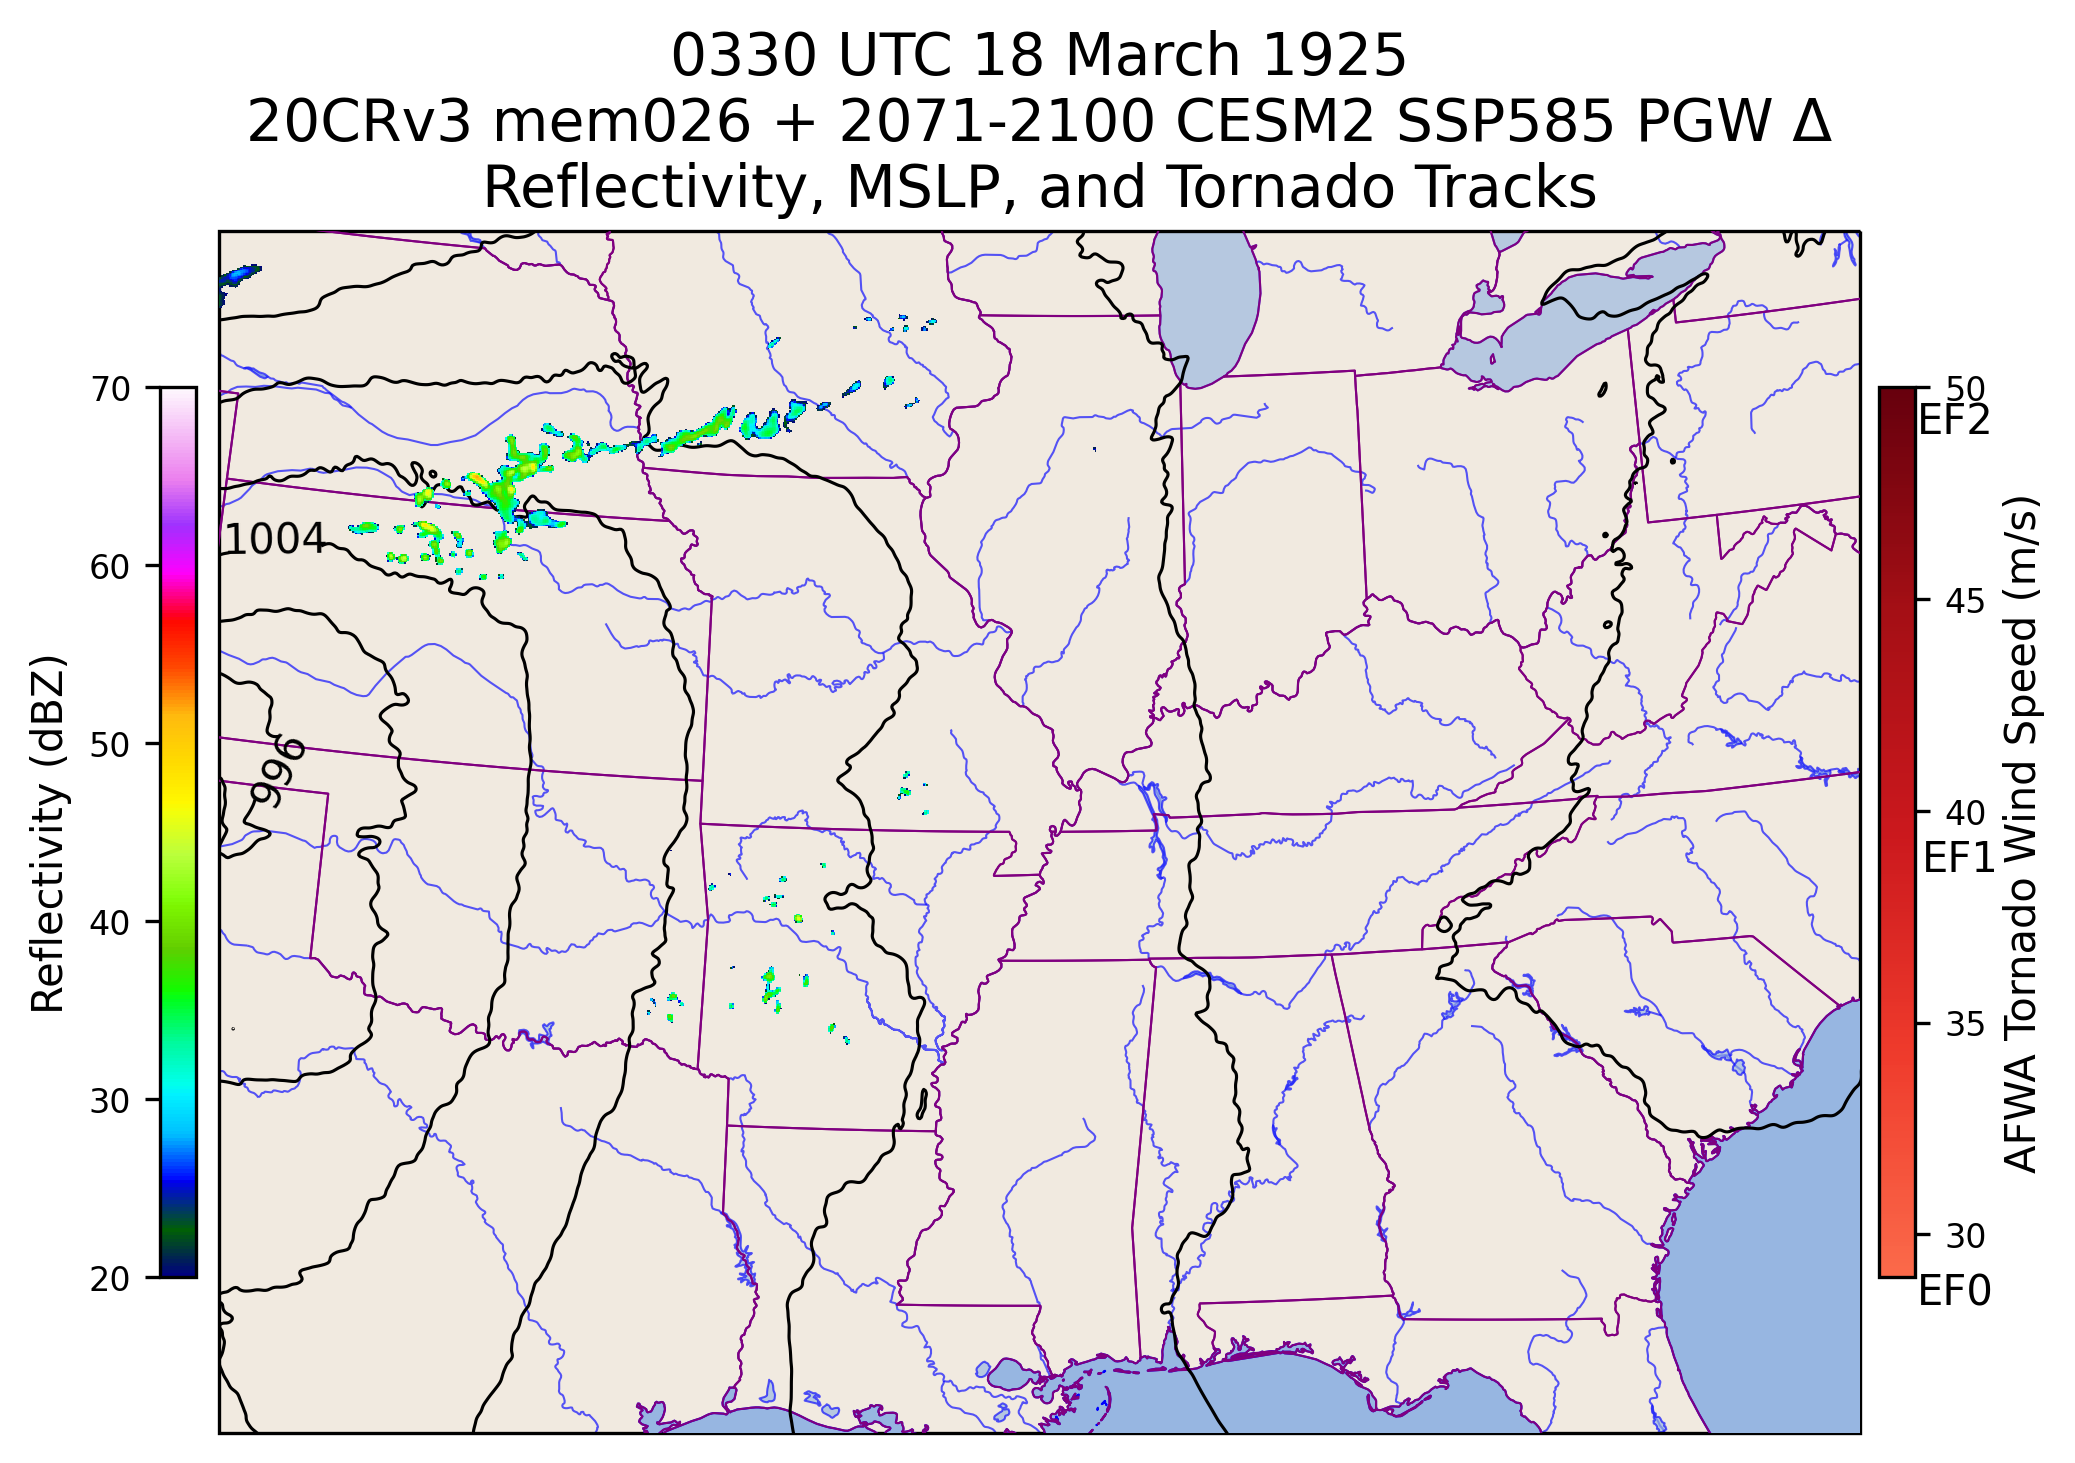 0330 UTC 18 March 1925
20CRv3 mem026 + 2071-2100 CESM2 SSP585 PGW Δ
Reflectivity, MSLP, and Tornado Tracks
70
60
50
40
30
20
Reflectivity (dBZ)
1004
996
50
EF2
45
40
EF1
35
30
EF0
AFWA Tornado Wind Speed (m/s)